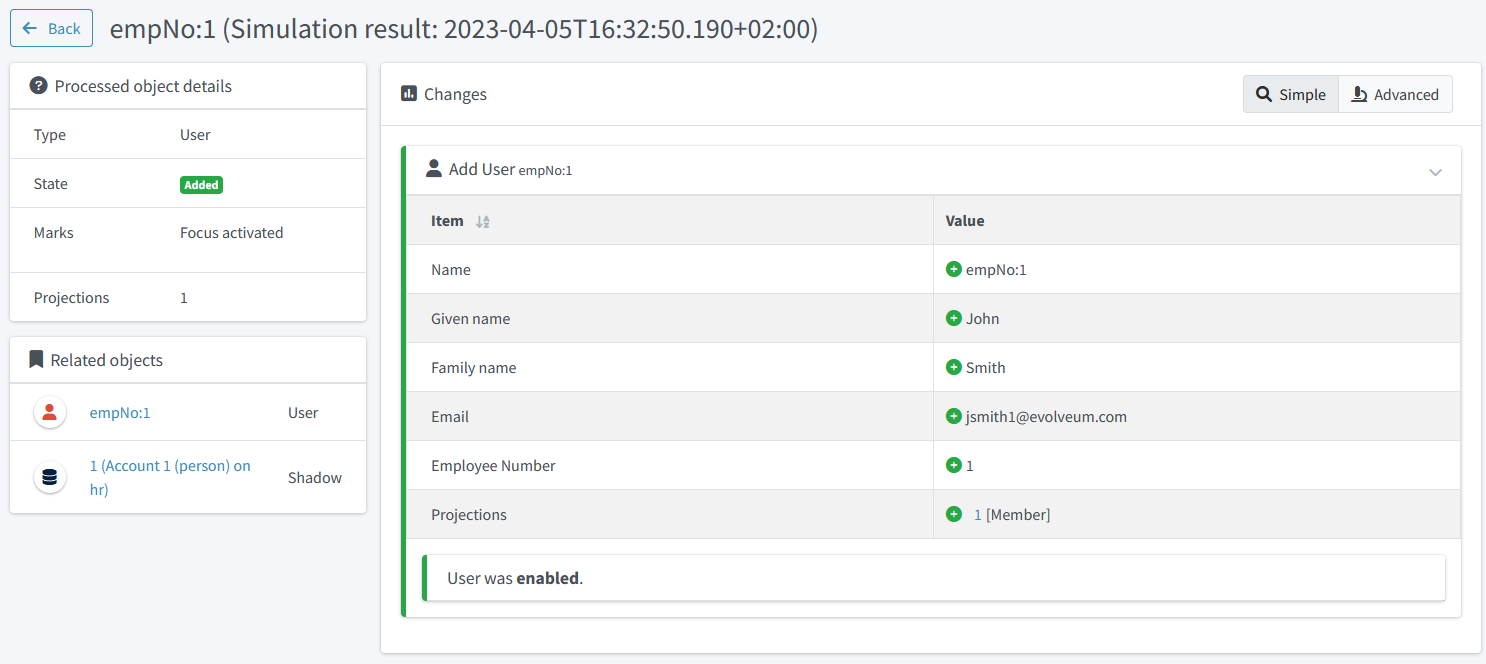 Back
empNo:1 (Simulation result: 2023-04-05T16:32:50.190+02:00)
Processed object details
Type User
State Added
Marks Focus activated
Projections 1
Related objects
empNo:1 User
1 (Account 1 (person) on
hr) Shadow
Changes
Simple Advanced
Add User empNo:1
Item Value
Name empNo:1
Given name John
Family name Smith
Email jsmith1@evolveum.com
Employee Number 1
Projections 1 [Member]
User was enabled.